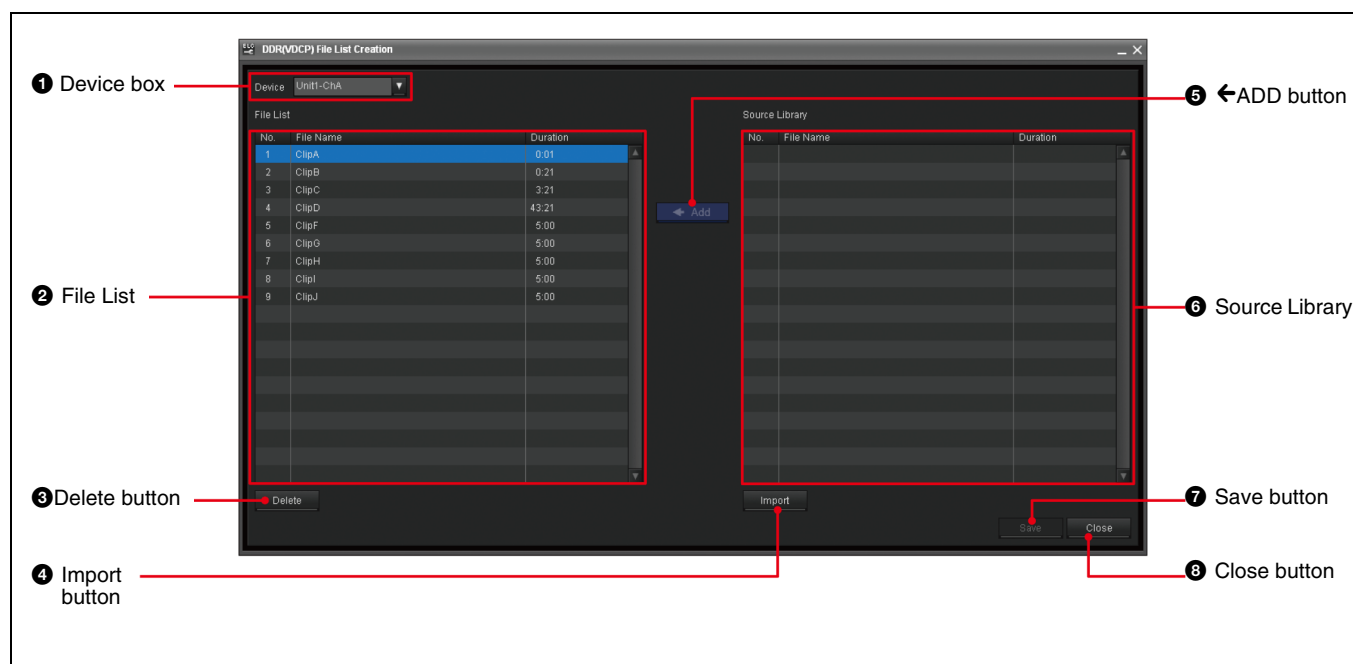 DDR(VDCP) File List Creation
❶ Device box
Device Unit1-ChA
❺ ←ADD button
File List
Source Library
No. File Name Duration
1 ClipA 0:01
2 ClipB 0:21
3 ClipC 3:21
4 ClipD 43:21
5 ClipF 5:00
6 ClipG 5:00
7 ClipH 5:00
8 ClipI 5:00
9 ClipJ 5:00
No. File Name Duration
← Add
❷ File List
❻ Source Library
❸Delete button
Delete
Import
❼ Save button
Save
Close
❹ Import
button
❽ Close button